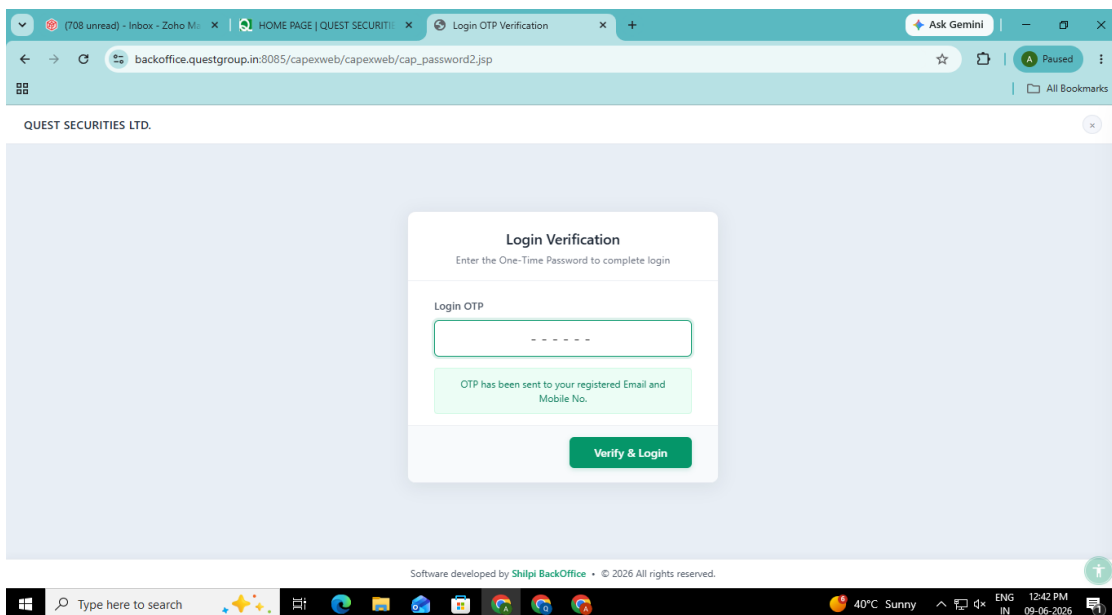 (708 unread) - Inbox - Zoho Ma
HOME PAGE | QUEST SECURITIE
Login OTP Verification
Ask Gemini
backoffice.questgroup.in:8085/capexweb/capexweb/cap_password2.jsp
A Paused
All Bookmarks
QUEST SECURITIES LTD.
Login Verification
Enter the One-Time Password to complete login
Login OTP
- - - - - -
OTP has been sent to your registered Email and
Mobile No.
Verify & Login
Software developed by Shilpi BackOffice • © 2026 All rights reserved.
Type here to search
40°C Sunny
ENG
IN
12:42 PM
09-06-2026